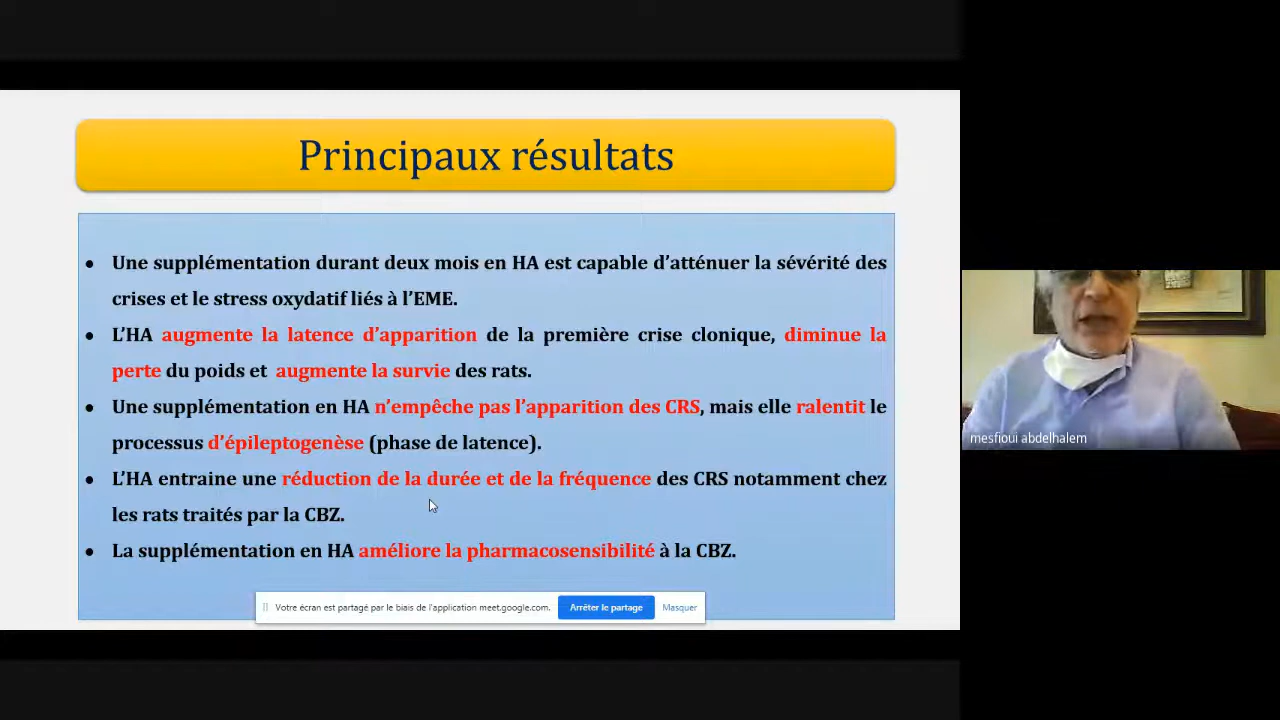 Principaux résultats
• Une supplémentation durant deux mois en HA est capable d’atténuer la sévérité des
crises et le stress oxydatif liés à l’EME.
• L’HA augmente la latence d’apparition de la première crise clonique, diminue la
perte du poids et augmente la survie des rats.
• Une supplémentation en HA n’empêche pas l’apparition des CRS, mais elle ralentit le
processus d’épileptogenèse (phase de latence).
• L’HA entraine une réduction de la durée et de la fréquence des CRS notamment chez
les rats traités par la CBZ.
• La supplémentation en HA améliore la pharmacosensibilité à la CBZ.
Votre écran est partagé par le biais de l'application meet.google.com. Arrêter le partage Masquer
mesfioui abdelhalem